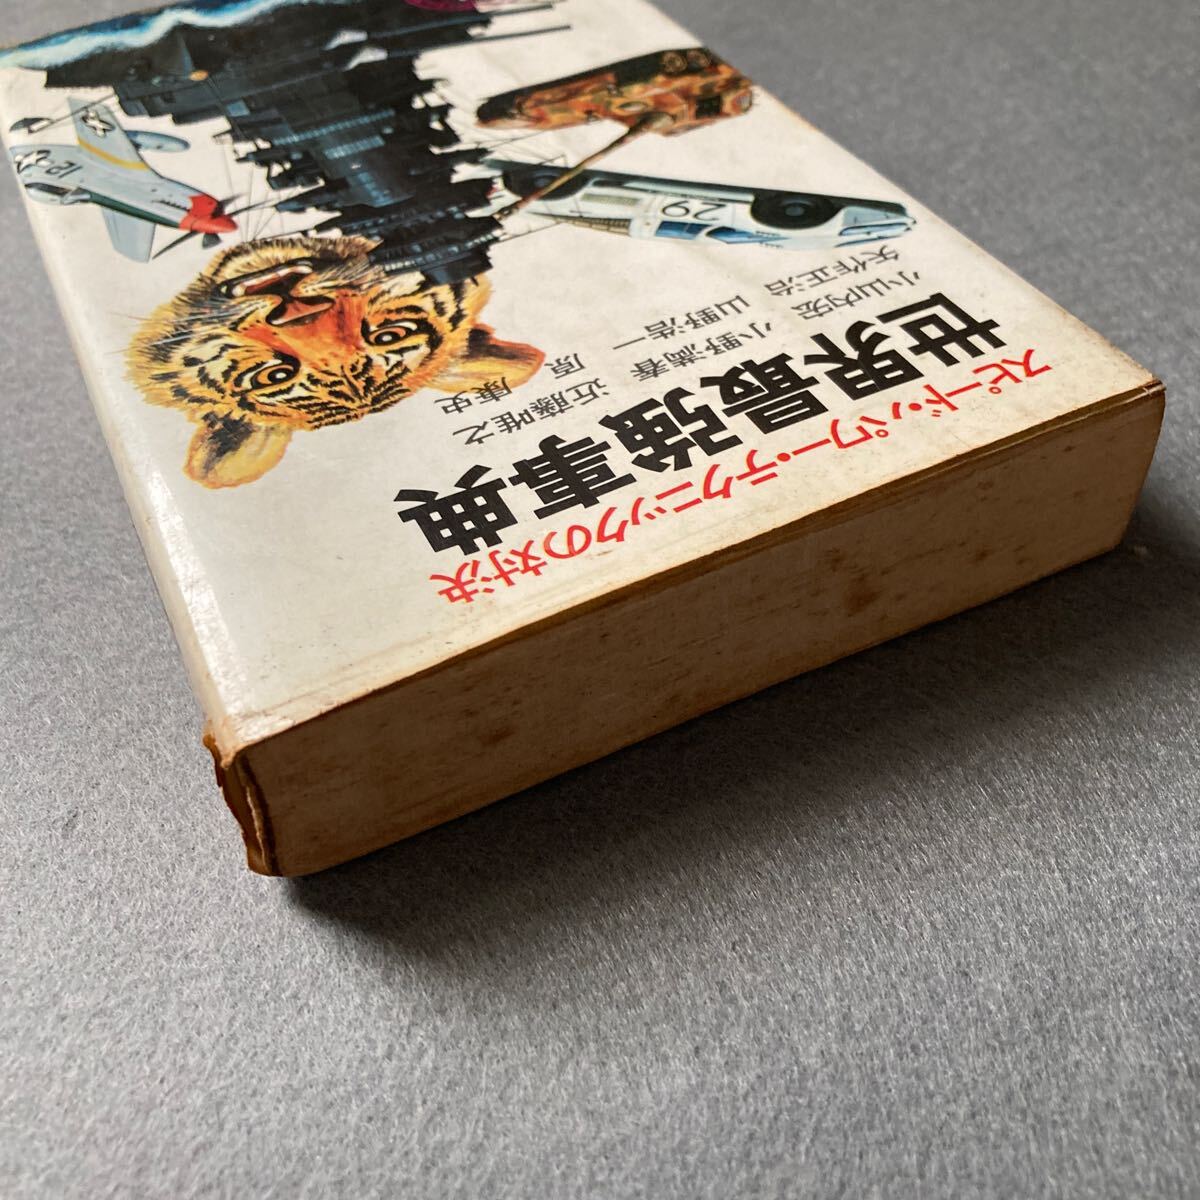 スピード・パワー・テクニックの対決
世界最強事典
小山内宏 小野満春 近藤唯之
矢作正治 山野浩一 原 康史
29